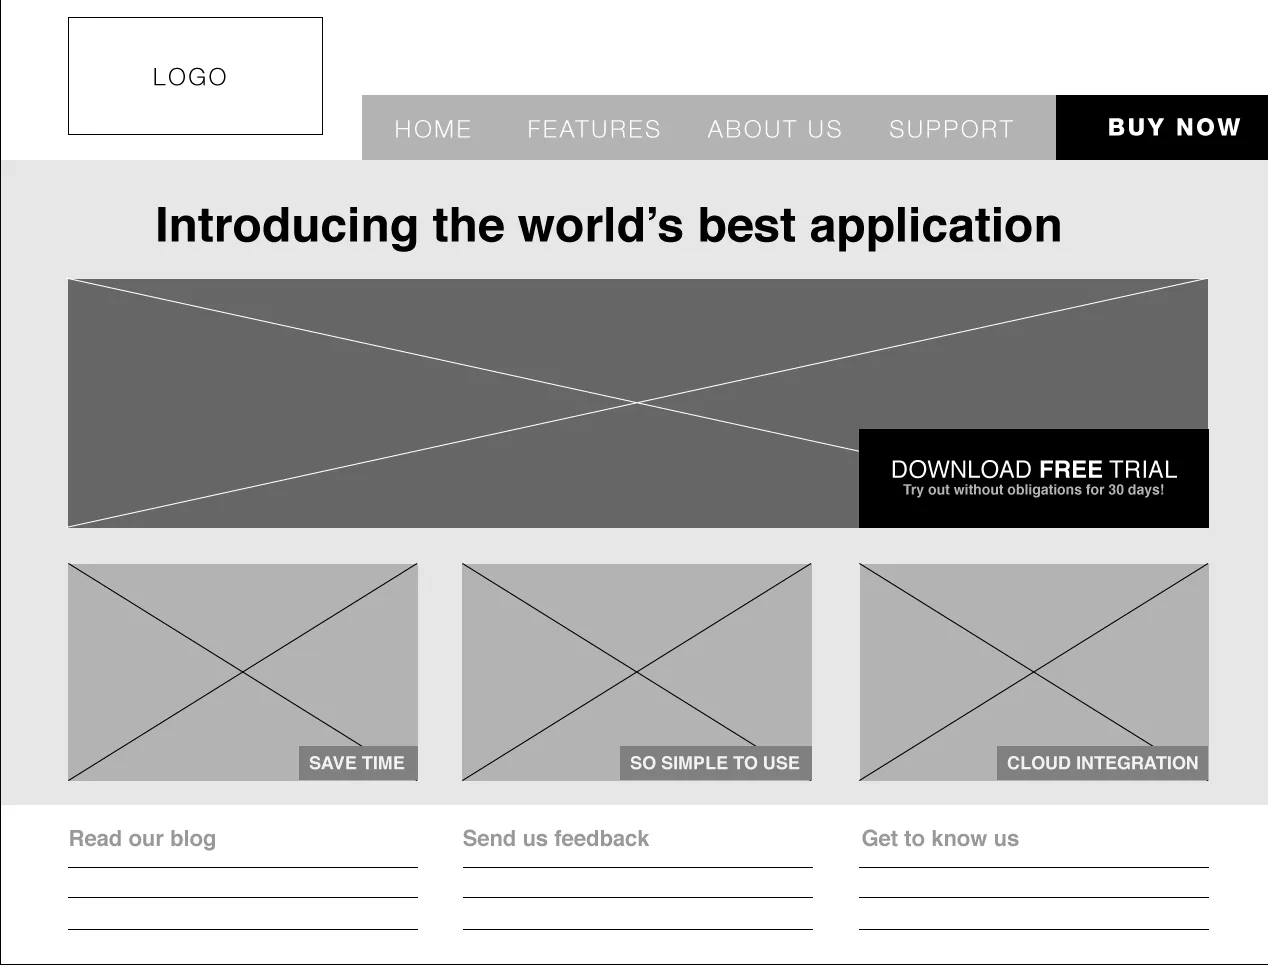 LOGO
HOME FEATURES ABOUT US SUPPORT BUY NOW
Introducing the world’s best application
DOWNLOAD FREE TRIAL
Try out without obligations for 30 days!
SAVE TIME
SO SIMPLE TO USE
CLOUD INTEGRATION
Read our blog
Send us feedback
Get to know us